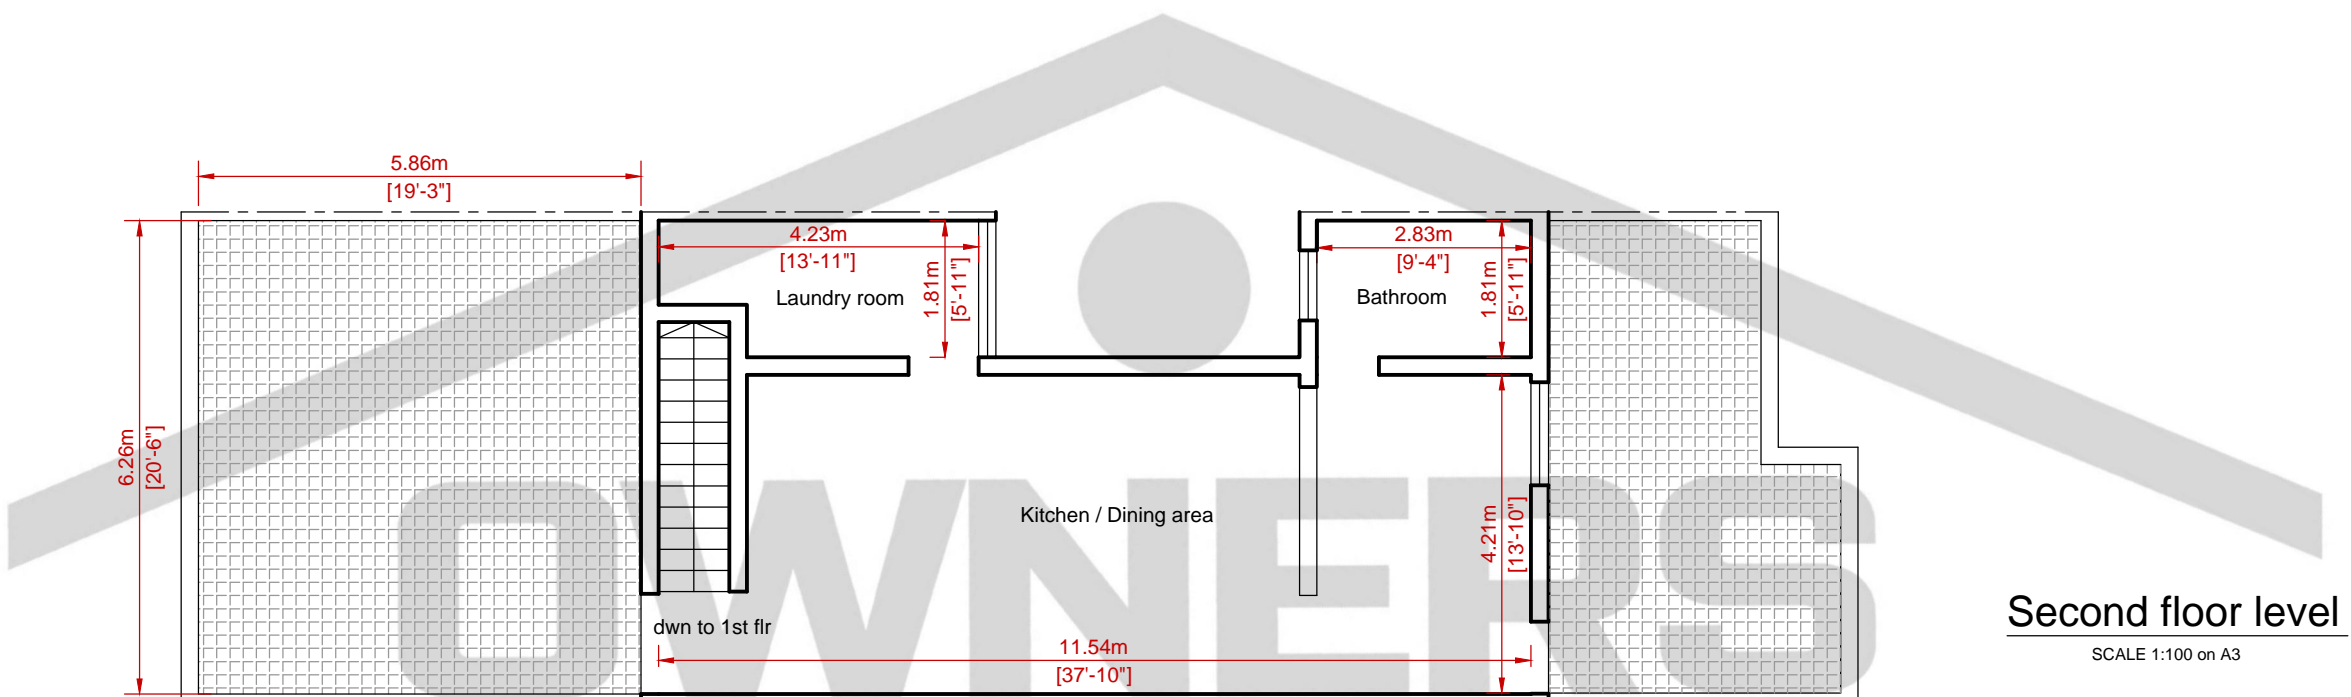 5.86m
[19'-3"]
4.23m
[13'-11"]
2.83m
[9'-4"]
1.81m
[5'-11"]
1.81m
[5'-11"]
Laundry room
Bathroom
6.26m
[20'-6"]
Kitchen / Dining area
4.21m
[13'-10"]
OWNERS
dwn to 1st flr
11.54m
[37'-10"]
Second floor level
SCALE 1:100 on A3